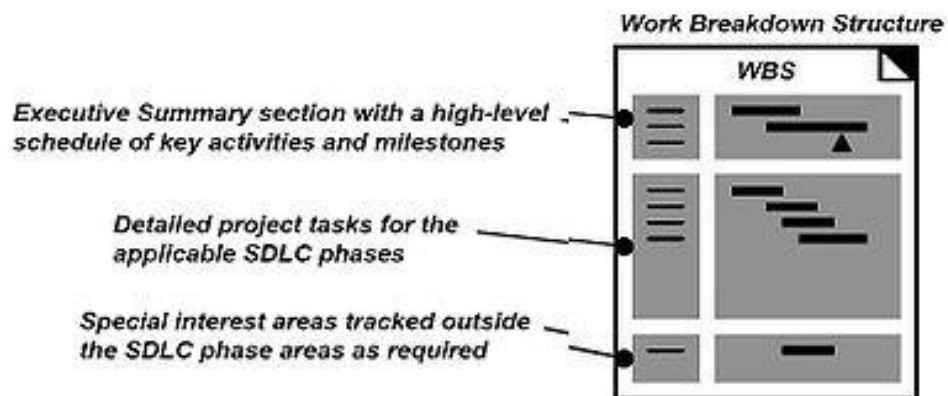 Work Breakdown Structure
WBS
Executive Summary section with a high-level
schedule of key activities and milestones
Detailed project tasks for the
applicable SDLC phases
Special interest areas tracked outside
the SDLC phase areas as required